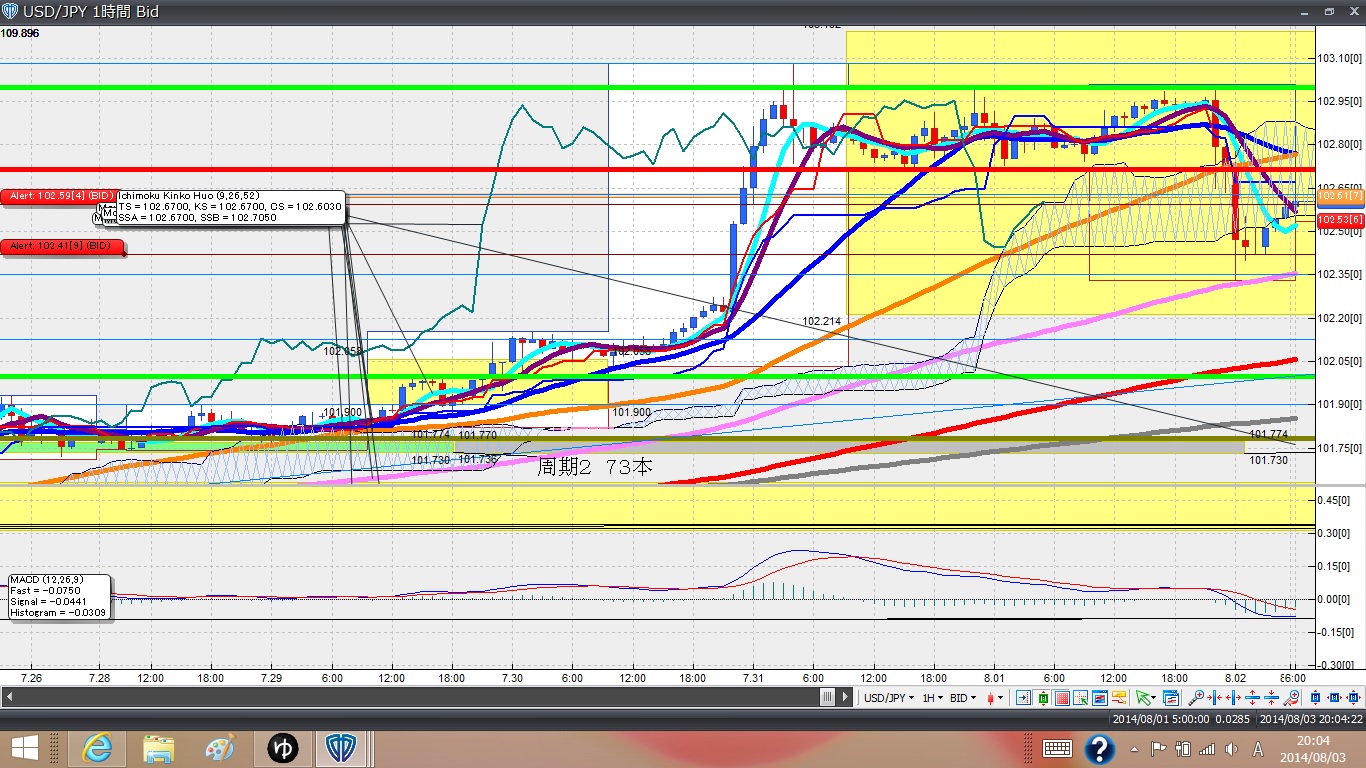 USD/JPY 1時間 Bid
109.896
103.10[0]
102.95[0]
102.80[0]
102.61[7]
102.53[6]
102.50[0]
102.35[0]
102.20[0]
102.05[0]
101.90[0]
101.75[0]
Alert: 102.59[4] (BID)
Ichimoku Kinko Huo (9,26,52)
TS = 102.6700, KS = 102.6700, CS = 102.6030
SSA = 102.6700, SSB = 102.7050
Alert: 102.41[9] (BID)
102.214
102.058
101.900
101.900
101.774 101.770
101.774
101.730 101.736
101.730
周期2 73本
0.45[0]
0.30[0]
0.15[0]
0.00[0]
-0.15[0]
-0.30[0]
MACD (12,26,9)
Fast = -0.0750
Signal = -0.0441
Histogram = -0.0309
7.26 7.28 12:00 18:00 7.29 6:00 12:00 18:00 7.30 6:00 12:00 18:00 7.31 6:00 12:00 18:00 8.01 6:00 12:00 18:00 8.02 66:00
USD/JPY 1H BID
2014/08/01 5:00:00 0.0285 2014/08/03 20:04:22
ゆ
A
20:04
2014/08/03